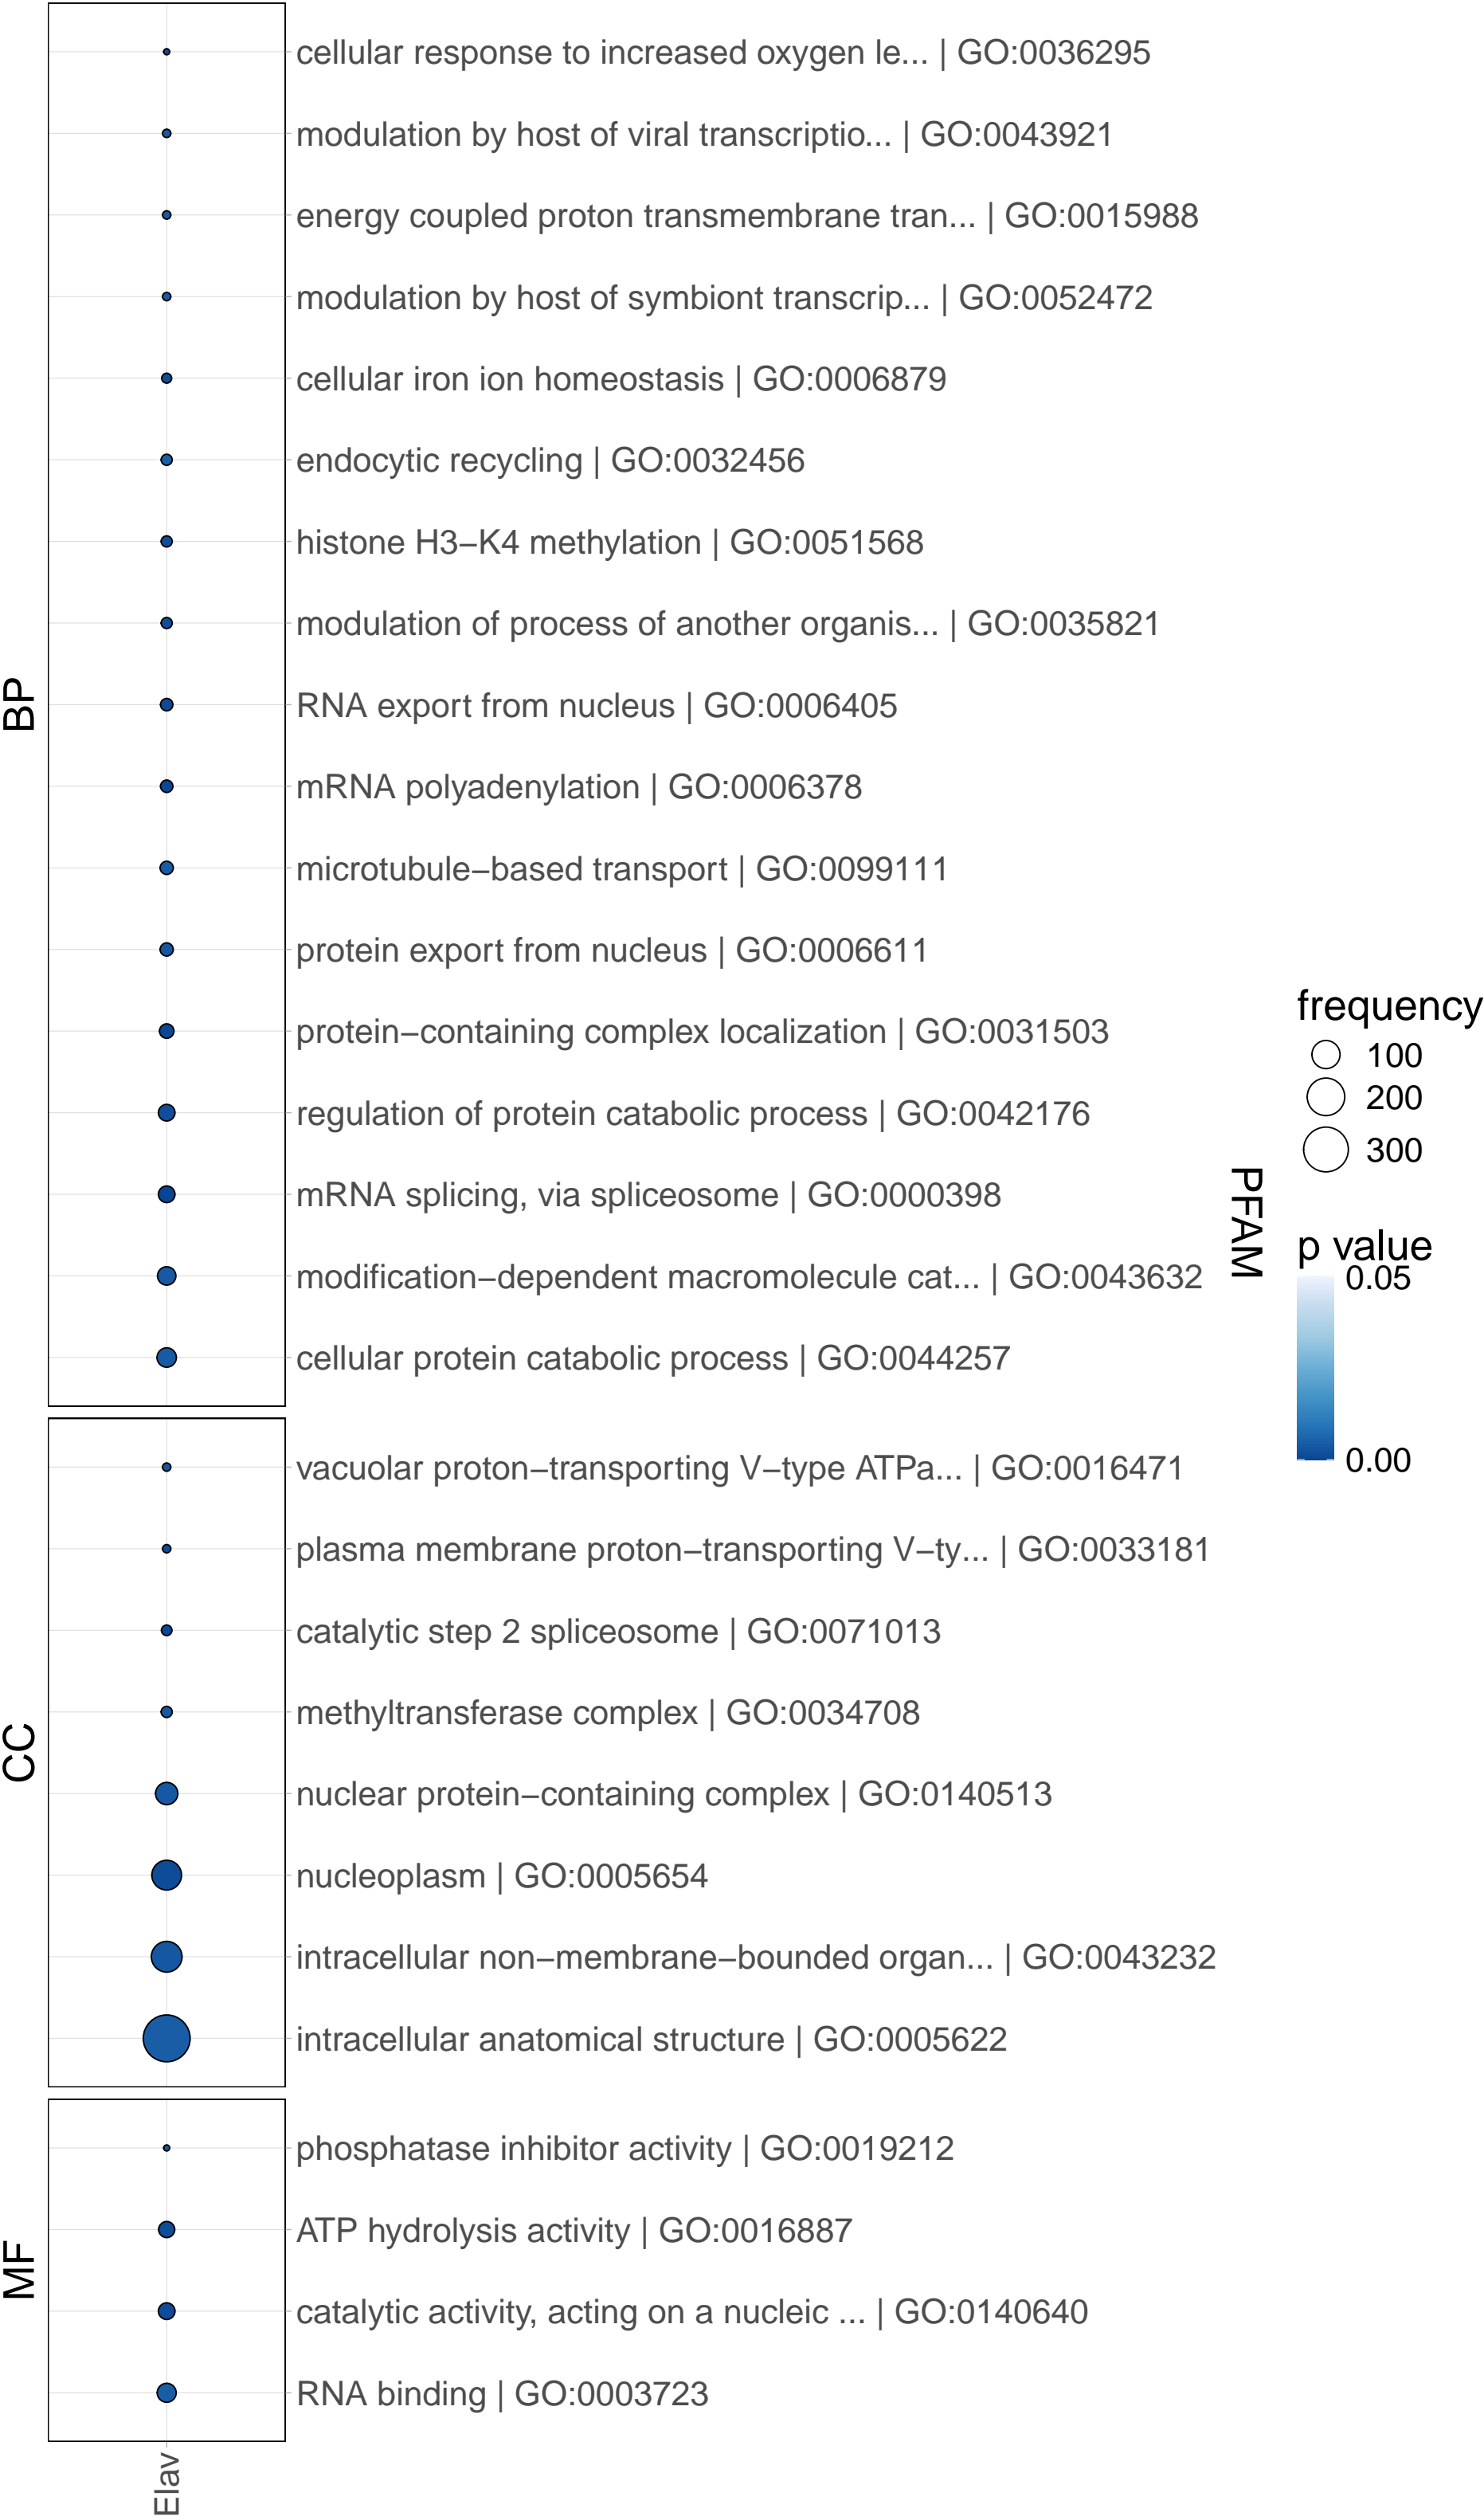 BP
cellular response to increased oxygen le... | GO:0036295
modulation by host of viral transcriptio... | GO:0043921
energy coupled proton transmembrane tran... | GO:0015988
modulation by host of symbiont transcrip... | GO:0052472
cellular iron ion homeostasis | GO:0006879
endocytic recycling | GO:0032456
histone H3−K4 methylation | GO:0051568
modulation of process of another organis... | GO:0035821
RNA export from nucleus | GO:0006405
mRNA polyadenylation | GO:0006378
microtubule−based transport | GO:0099111
protein export from nucleus | GO:0006611
protein−containing complex localization | GO:0031503
regulation of protein catabolic process | GO:0042176
mRNA splicing, via spliceosome | GO:0000398
modification−dependent macromolecule cat... | GO:0043632
cellular protein catabolic process | GO:0044257
CC
vacuolar proton−transporting V−type ATPa... | GO:0016471
plasma membrane proton−transporting V−ty... | GO:0033181
catalytic step 2 spliceosome | GO:0071013
methyltransferase complex | GO:0034708
nuclear protein−containing complex | GO:0140513
nucleoplasm | GO:0005654
intracellular non−membrane−bounded organ... | GO:0043232
intracellular anatomical structure | GO:0005622
MF
phosphatase inhibitor activity | GO:0019212
ATP hydrolysis activity | GO:0016887
catalytic activity, acting on a nucleic ... | GO:0140640
RNA binding | GO:0003723
Elav
PFAM
frequency
100
200
300
p value
0.05
0.00